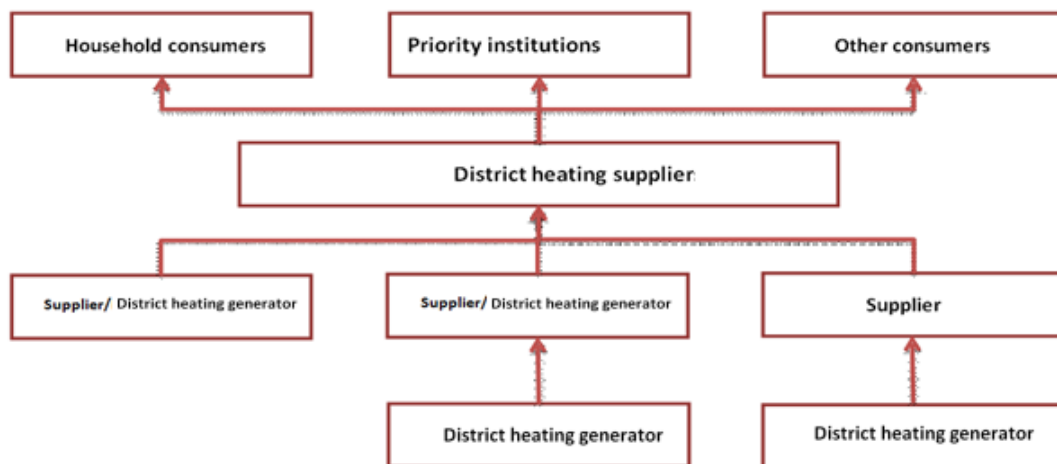 Household consumers
Priority institutions
Other consumers
District heating supplier
Supplier/ District heating generator
Supplier/ District heating generator
Supplier
District heating generator
District heating generator